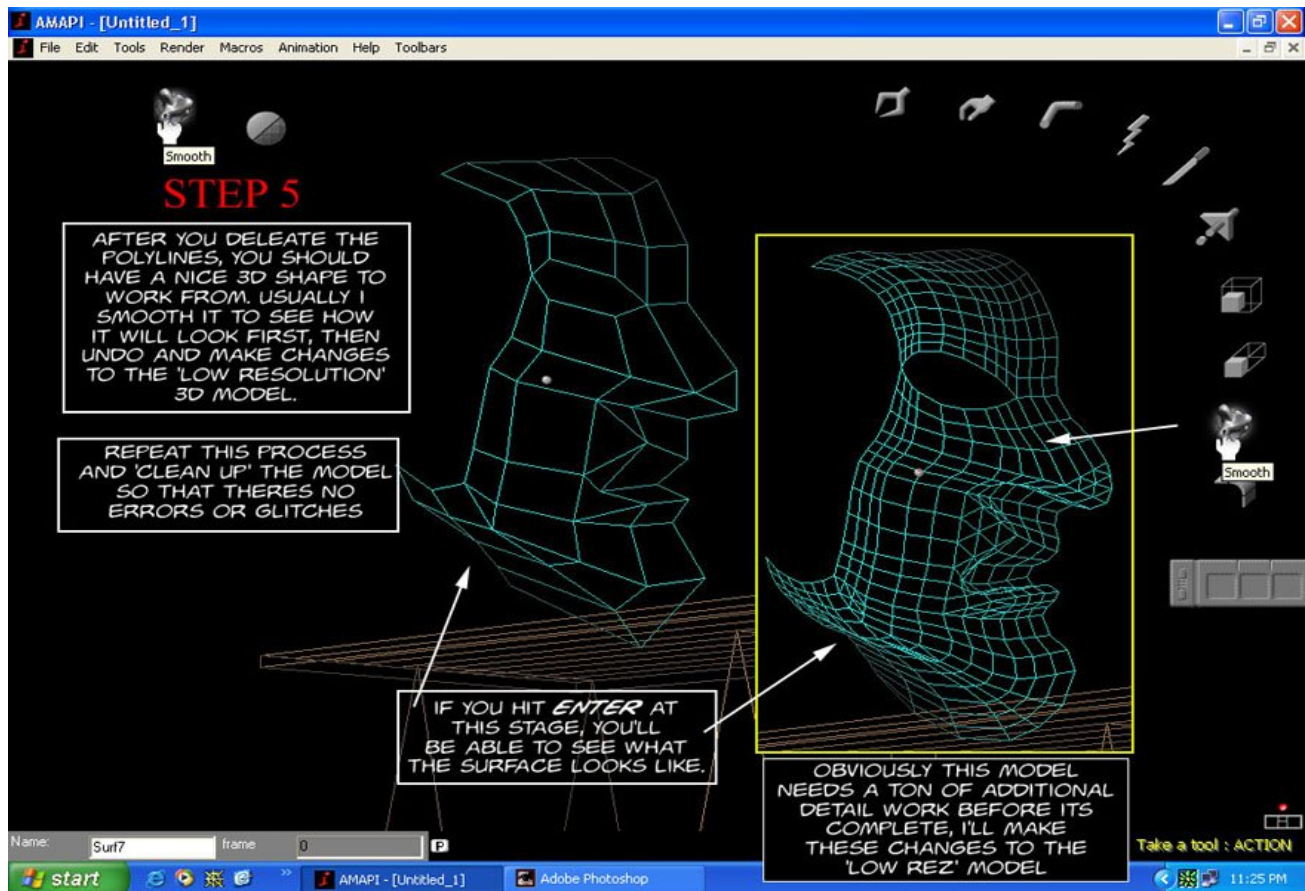 AMAPI - [Untitled_1]
File Edit Tools Render Macros Animation Help Toolbars
Smooth
STEP 5
AFTER YOU DELEATE THE
POLYLINES, YOU SHOULD
HAVE A NICE 3D SHAPE TO
WORK FROM. USUALLY I
SMOOTH IT TO SEE HOW
IT WILL LOOK FIRST, THEN
UNDO AND MAKE CHANGES
TO THE 'LOW RESOLUTION'
3D MODEL.
REPEAT THIS PROCESS
AND 'CLEAN UP' THE MODEL
SO THAT THERES NO
ERRORS OR GLITCHES
Smooth
IF YOU HIT ENTER AT
THIS STAGE, YOU'LL
BE ABLE TO SEE WHAT
THE SURFACE LOOKS LIKE.
OBVIOUSLY THIS MODEL
NEEDS A TON OF ADDITIONAL
DETAIL WORK BEFORE ITS
COMPLETE, I'LL MAKE
THESE CHANGES TO THE
'LOW REZ' MODEL
Name: Surf7 frame 0 P
Take a tool : ACTION
start AMAPI - [Untitled_1] Adobe Photoshop 11:25 PM